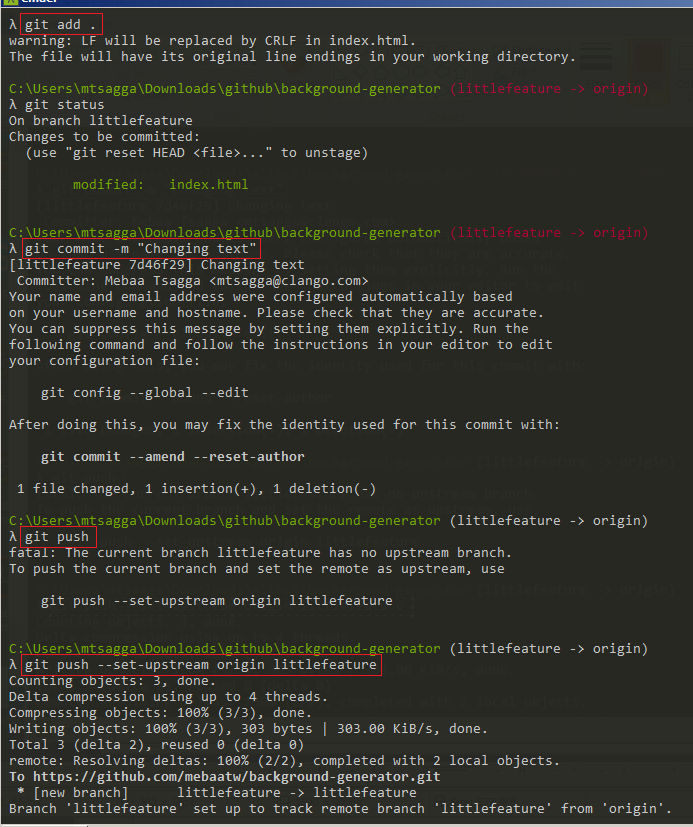 Cmder
λ git add .
warning: LF will be replaced by CRLF in index.html.
The file will have its original line endings in your working directory.
C:\Users\mtsagga\Downloads\github\background-generator (littlefeature -> origin)
λ git status
On branch littlefeature
Changes to be committed:
(use "git reset HEAD <file>..." to unstage)
modified:   index.html
C:\Users\mtsagga\Downloads\github\background-generator (littlefeature -> origin)
λ git commit -m "Changing text"
[littlefeature 7d46f29] Changing text
Committer: Mebaa Tsagga <mtsagga@clango.com>
Your name and email address were configured automatically based
on your username and hostname. Please check that they are accurate.
You can suppress this message by setting them explicitly. Run the
following command and follow the instructions in your editor to edit
your configuration file:
git config --global --edit
After doing this, you may fix the identity used for this commit with:
git commit --amend --reset-author
1 file changed, 1 insertion(+), 1 deletion(-)
C:\Users\mtsagga\Downloads\github\background-generator (littlefeature -> origin)
λ git push
fatal: The current branch littlefeature has no upstream branch.
To push the current branch and set the remote as upstream, use
git push --set-upstream origin littlefeature
C:\Users\mtsagga\Downloads\github\background-generator (littlefeature -> origin)
λ git push --set-upstream origin littlefeature
Counting objects: 3, done.
Delta compression using up to 4 threads.
Compressing objects: 100% (3/3), done.
Writing objects: 100% (3/3), 303 bytes | 303.00 KiB/s, done.
Total 3 (delta 2), reused 0 (delta 0)
remote: Resolving deltas: 100% (2/2), completed with 2 local objects.
To https://github.com/mebaatw/background-generator.git
* [new branch]      littlefeature -> littlefeature
Branch 'littlefeature' set up to track remote branch 'littlefeature' from 'origin'.